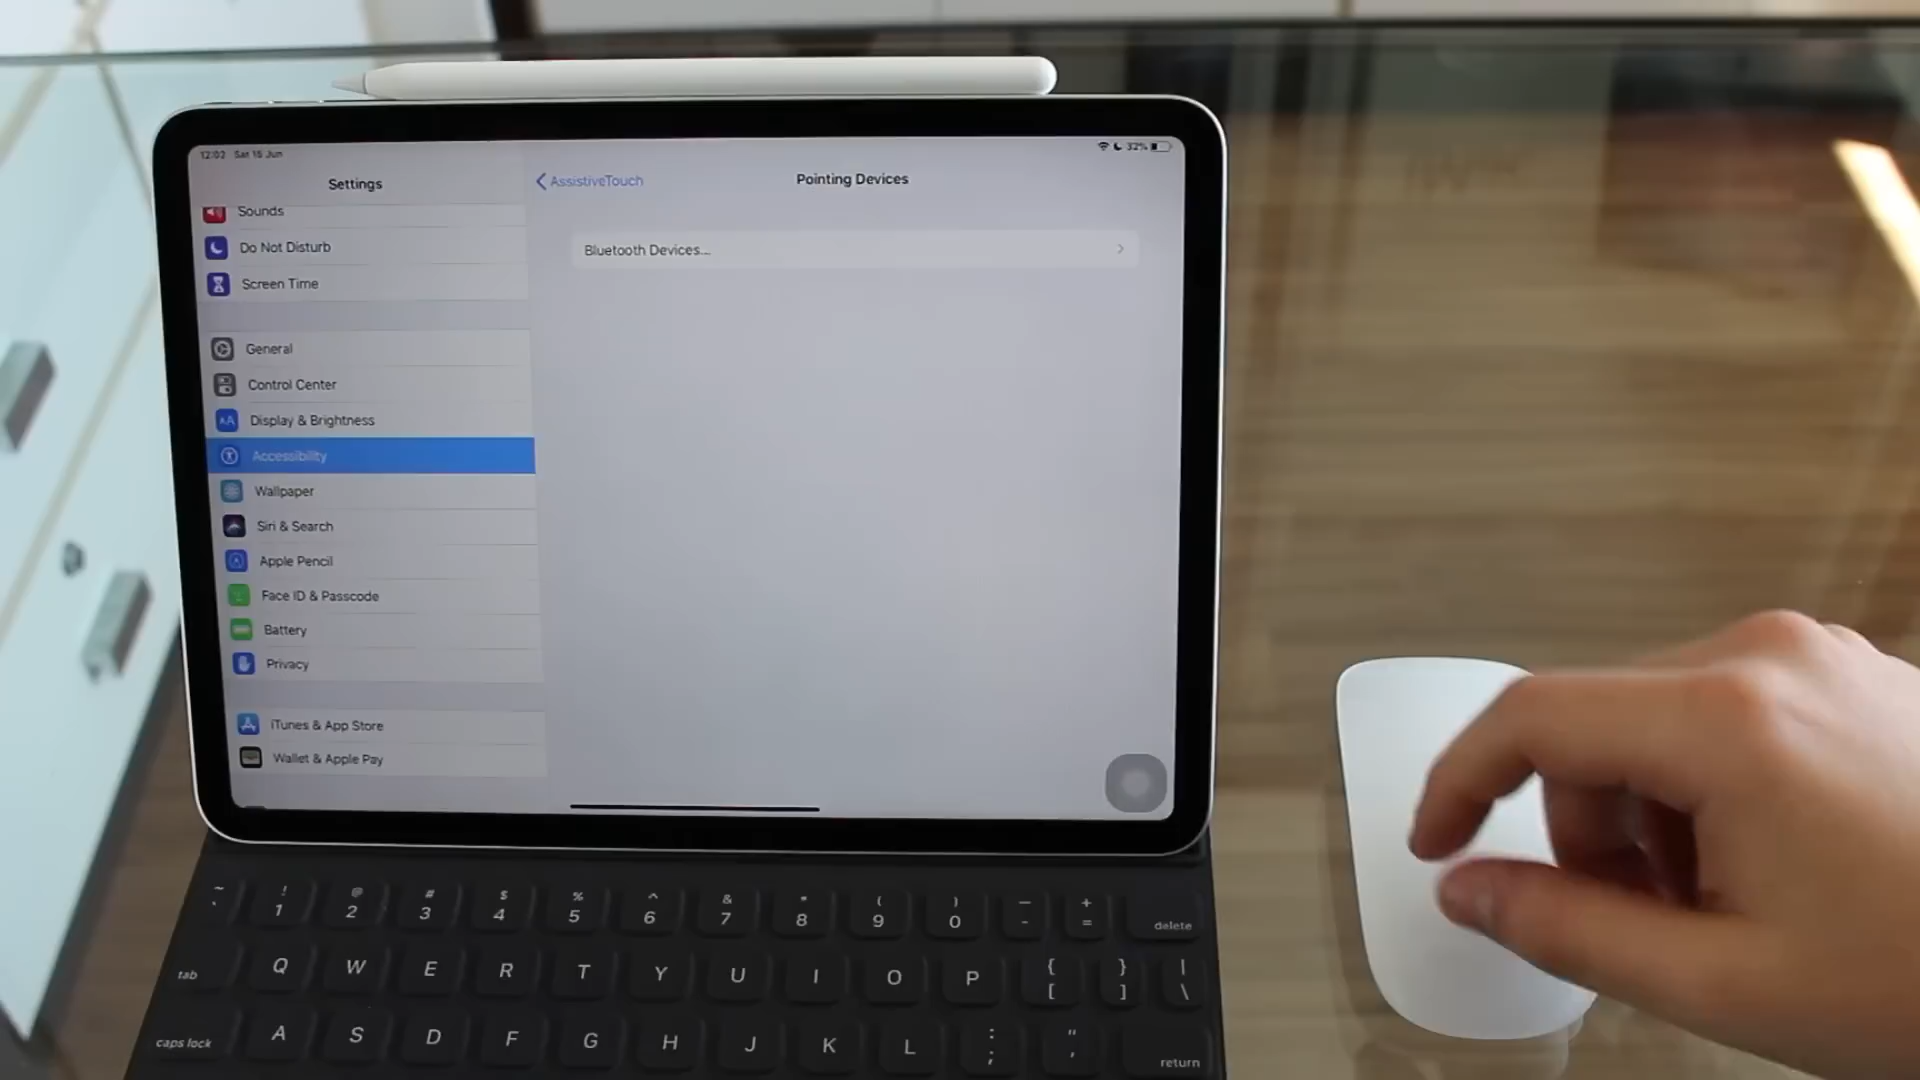 12:02 Sat 15 Jun
32%
Settings
Sounds
Do Not Disturb
Screen Time
General
Control Center
Display & Brightness
Accessibility
Wallpaper
Siri & Search
Apple Pencil
Face ID & Passcode
Battery
Privacy
iTunes & App Store
Wallet & Apple Pay
AssistiveTouch
Pointing Devices
Bluetooth Devices...
~ ! @ # $ % ^ & * ( ) — +
` 1 2 3 4 5 6 7 8 9 0 - = delete
{ } |
tab Q W E R T Y U I O P [ ] \
: "
caps lock A S D F G H J K L ; ' return